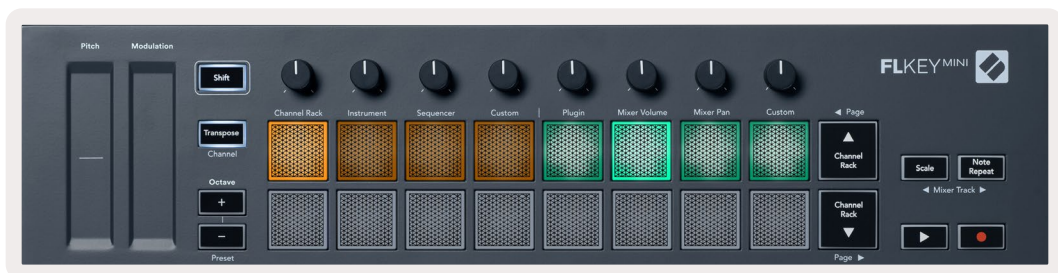 Pitch
Modulation
Shift
FLKEY MINI
Channel Rack
Instrument
Sequencer
Custom
Plugin
Mixer Volume
Mixer Pan
Custom
◀ Page
Transpose
Channel
▲
Channel
Rack
Scale
Note
Repeat
◀ Mixer Track ▶
Octave
+
−
Preset
Channel
Rack
▼
Page ▶